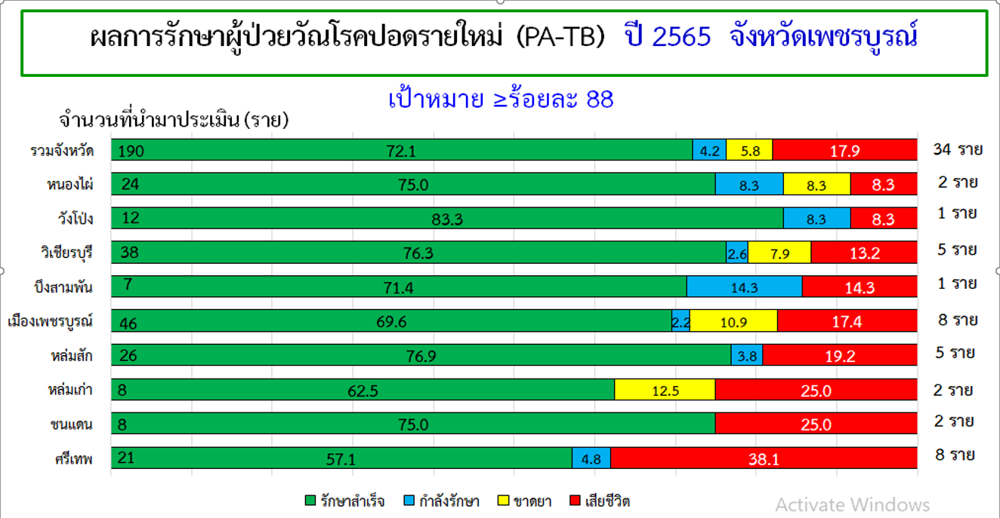 ผลการรักษาผู้ป่วยวัณโรคปอดรายใหม่ (PA-TB) ปี 2565 จังหวัดเพชรบูรณ์
เป้าหมาย ≥ร้อยละ 88
จำนวนที่นำมาประเมิน (ราย)
รวมจังหวัด 190 72.1 4.2 5.8 17.9 34 ราย
หนองไผ่ 24 75.0 8.3 8.3 8.3 2 ราย
วังโป่ง 12 83.3 8.3 8.3 1 ราย
วิเชียรบุรี 38 76.3 2.6 7.9 13.2 5 ราย
บึงสามพัน 7 71.4 14.3 14.3 1 ราย
เมืองเพชรบูรณ์ 46 69.6 2.2 10.9 17.4 8 ราย
หล่มสัก 26 76.9 3.8 19.2 5 ราย
หล่มเก่า 8 62.5 12.5 25.0 2 ราย
ชนแดน 8 75.0 25.0 2 ราย
ศรีเทพ 21 57.1 4.8 38.1 8 ราย
รักษาสำเร็จ กำลังรักษา ขาดยา เสียชีวิต
Activate Windows